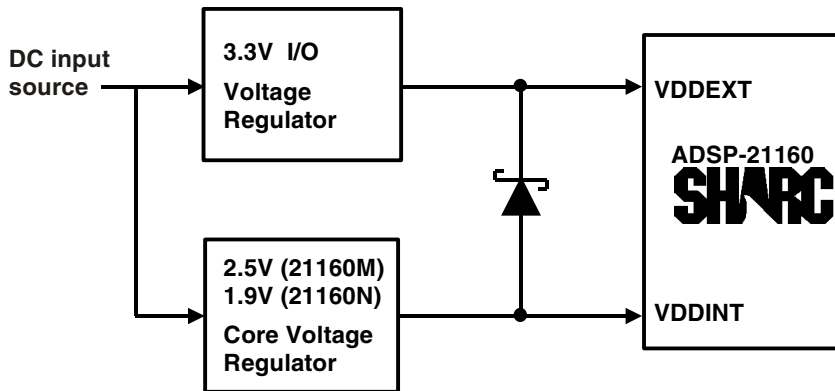 DC input
source
3.3V I/O
Voltage
Regulator
VDDEXT
ADSP-21160
SHARC
2.5V (21160M)
1.9V (21160N)
Core Voltage
Regulator
VDDINT